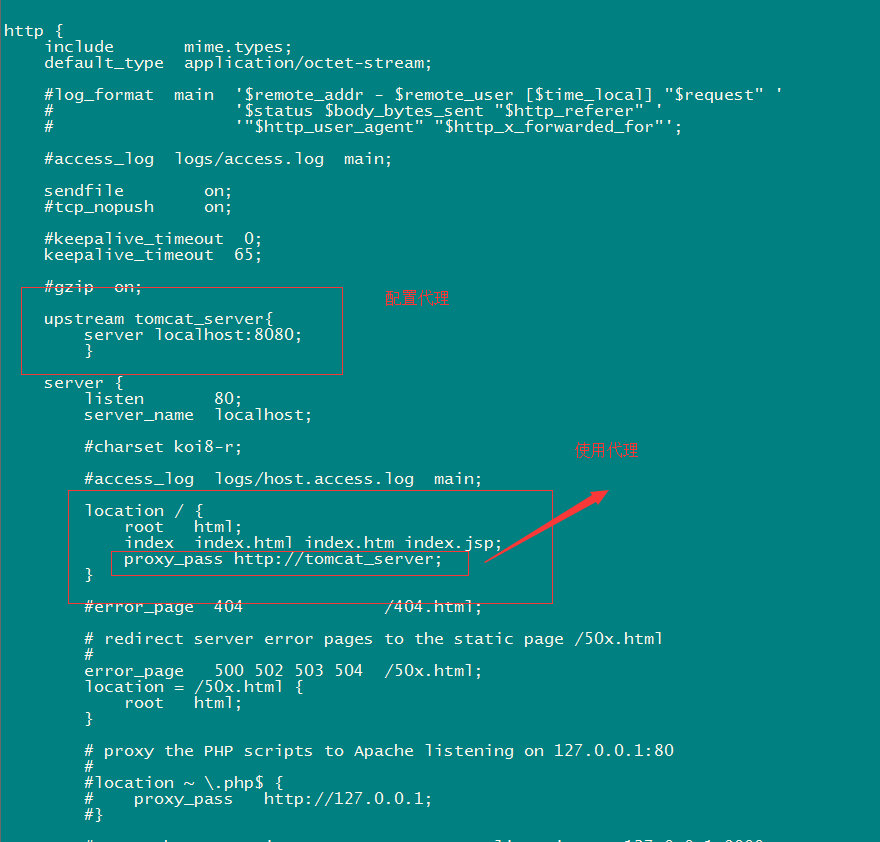 http {
    include       mime.types;
    default_type  application/octet-stream;

    #log_format  main  '$remote_addr - $remote_user [$time_local] "$request" '
    #                  '$status $body_bytes_sent "$http_referer" '
    #                  '"$http_user_agent" "$http_x_forwarded_for"';

    #access_log  logs/access.log  main;

    sendfile        on;
    #tcp_nopush     on;

    #keepalive_timeout  0;
    keepalive_timeout  65;

    #gzip  on;
配置代理
    upstream tomcat_server{
        server localhost:8080;
        }

    server {
        listen       80;
        server_name  localhost;

        #charset koi8-r;
使用代理
        #access_log  logs/host.access.log  main;

        location / {
            root   html;
            index  index.html index.htm index.jsp;
            proxy_pass http://tomcat_server;
        }

        #error_page  404              /404.html;

        # redirect server error pages to the static page /50x.html
        #
        error_page   500 502 503 504  /50x.html;
        location = /50x.html {
            root   html;
        }

        # proxy the PHP scripts to Apache listening on 127.0.0.1:80
        #
        #location ~ \.php$ {
        #    proxy_pass   http://127.0.0.1;
        #}